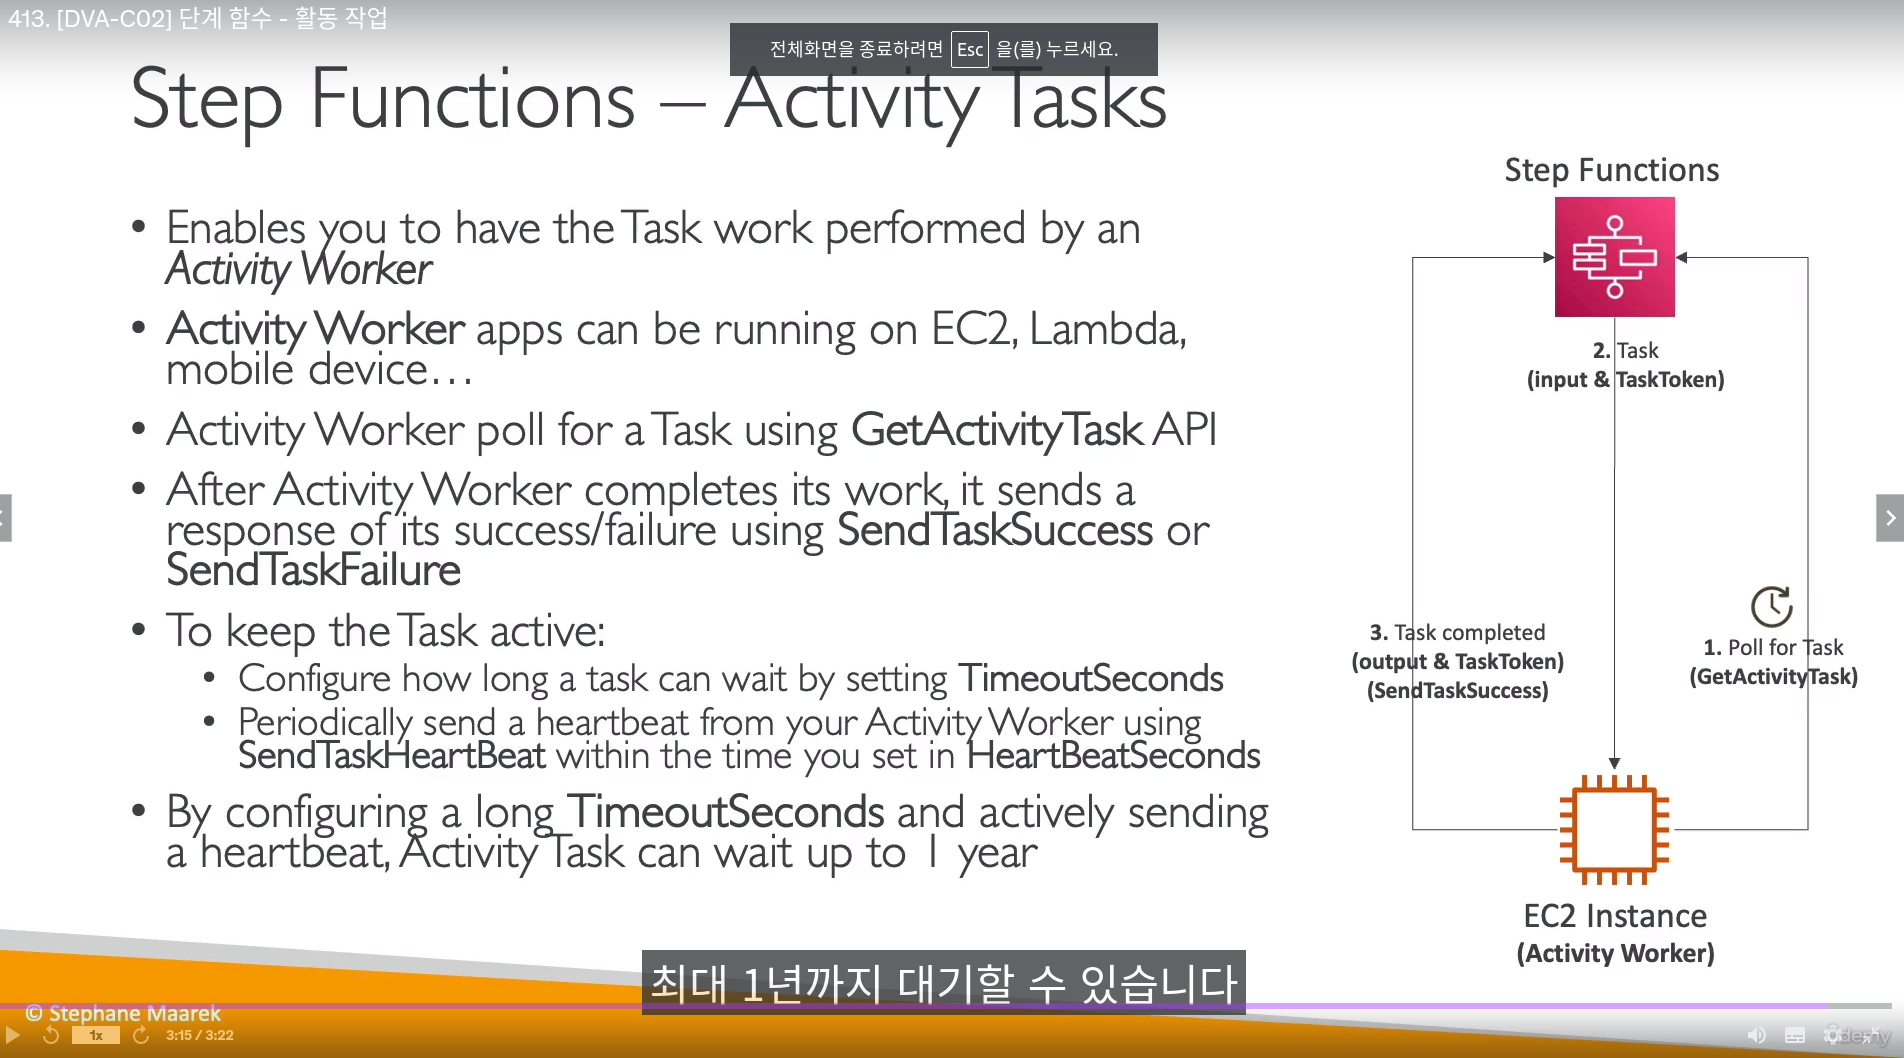 413. [DVA-C02] 단계 함수 - 활동 작업
전체화면을 종료하려면 Esc 을(를) 누르세요.
Step Functions – Activity Tasks
• Enables you to have the Task work performed by an
Activity Worker
• Activity Worker apps can be running on EC2, Lambda,
mobile device…
• Activity Worker poll for a Task using GetActivityTask API
• After Activity Worker completes its work, it sends a
response of its success/failure using SendTaskSuccess or
SendTaskFailure
• To keep the Task active:
• Configure how long a task can wait by setting TimeoutSeconds
• Periodically send a heartbeat from your Activity Worker using
SendTaskHeartBeat within the time you set in HeartBeatSeconds
• By configuring a long TimeoutSeconds and actively sending
a heartbeat, Activity Task can wait up to 1 year
Step Functions
2. Task
(input & TaskToken)
3. Task completed
(output & TaskToken)
(SendTaskSuccess)
1. Poll for Task
(GetActivityTask)
EC2 Instance
(Activity Worker)
최대 1년까지 대기할 수 있습니다
© Stephane Maarek
1x
3:15 / 3:22